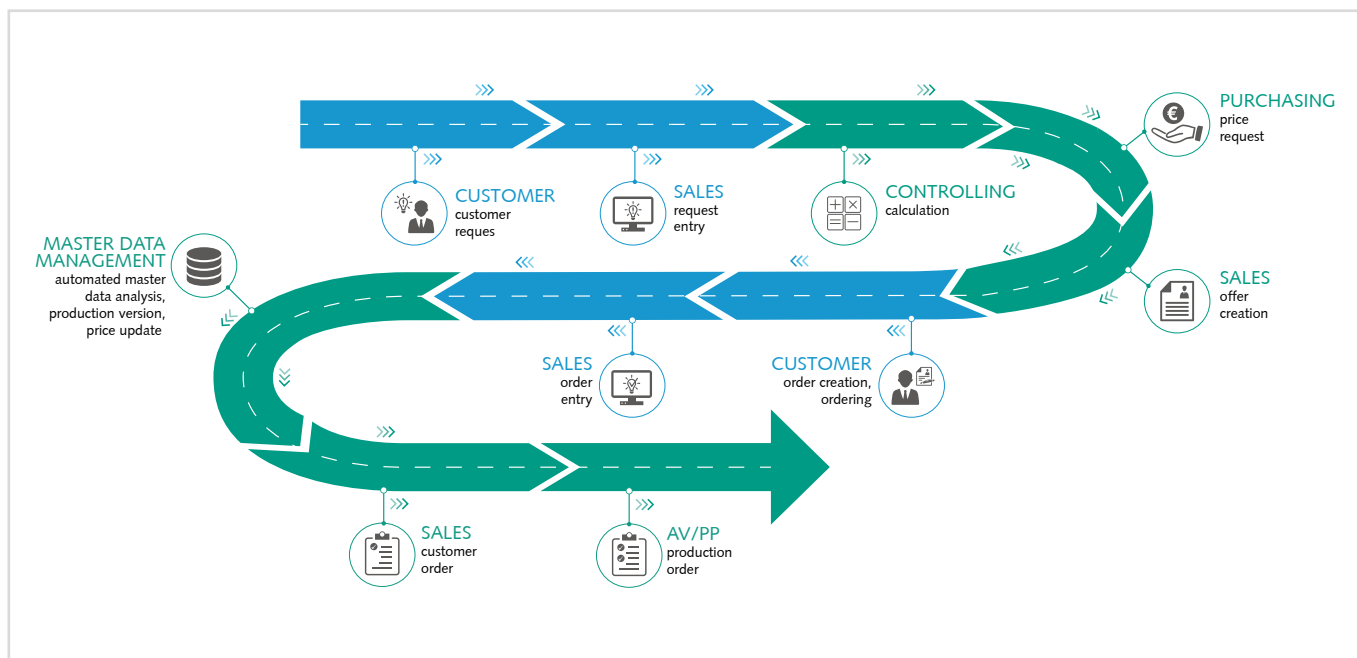 CUSTOMER
customer
reques
SALES
request
entry
CONTROLLING
calculation
PURCHASING
price
request
SALES
offer
creation
CUSTOMER
order creation,
ordering
SALES
order
entry
MASTER DATA
MANAGEMENT
automated master
data analysis,
production version,
price update
SALES
customer
order
AV/PP
production
order